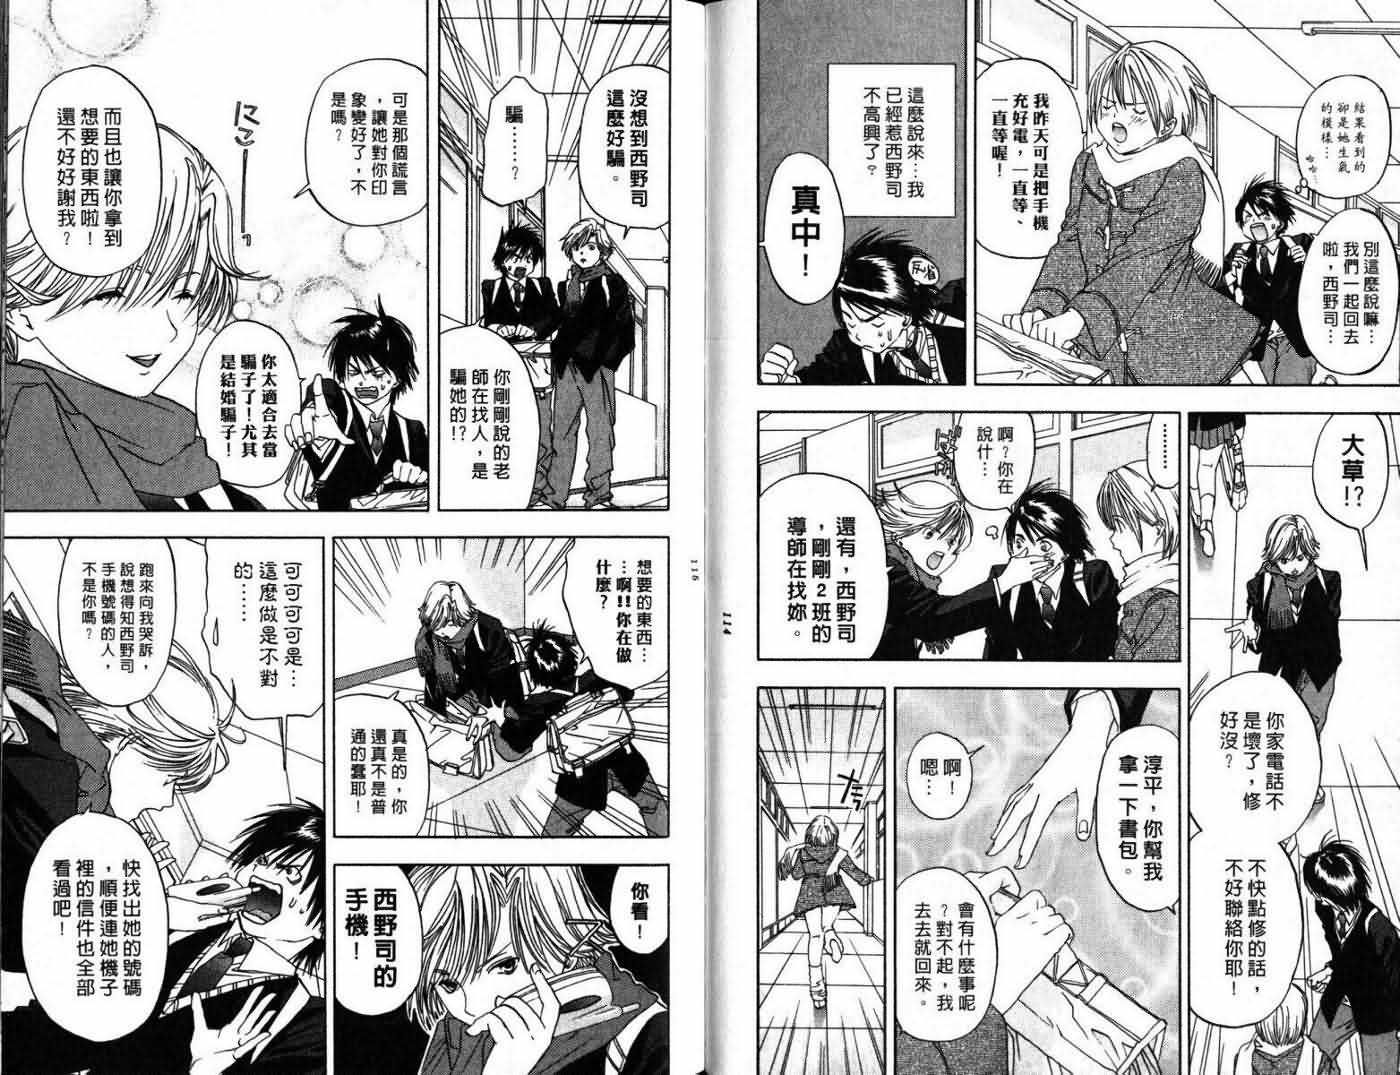 結果看到的
卻是她生氣
的模樣…
哈哈…
別這麼說嘛…
我們一起回去
啦，西野司…
我昨天可是把手機
充好電，一直等、
一直等喔！
這麼說來…我
已經惹西野司
不高興了？
反省
真中！
大草!?
你家電話不
是壞了，修
好沒？
不快點修的話，
不好聯絡你耶！
………
啊？你在
說什…
還有，西野司
，剛剛2班的
導師在找妳。
淳平，你幫我
拿一下書包。
啊！
嗯…
會有什麼事呢
？對不起，我
去去就回來。
114
沒想到西野司
這麼好騙。
騙……？
你剛剛說的老
師在找人，是
騙她的!?
可是那個謊言
，讓她對你印
象變好了，不
是嗎？
にこ！
而且也讓你拿到
想要的東西啦！
還不好好謝我？
你太適合去當
騙子了！尤其
是結婚騙子！
想要的東西…
…啊!!你在做
什麼？
真是的，你
還真不是普
通的蠢耶！
你看！
西野司的
手機！
可可可可是…
這麼做是不對
的……
跑來向我哭訴，
說想得知西野司
手機號碼的人，
不是你嗎？
快找出她的號碼
，順便連她機子
裡的信件也全部
看過吧！
116